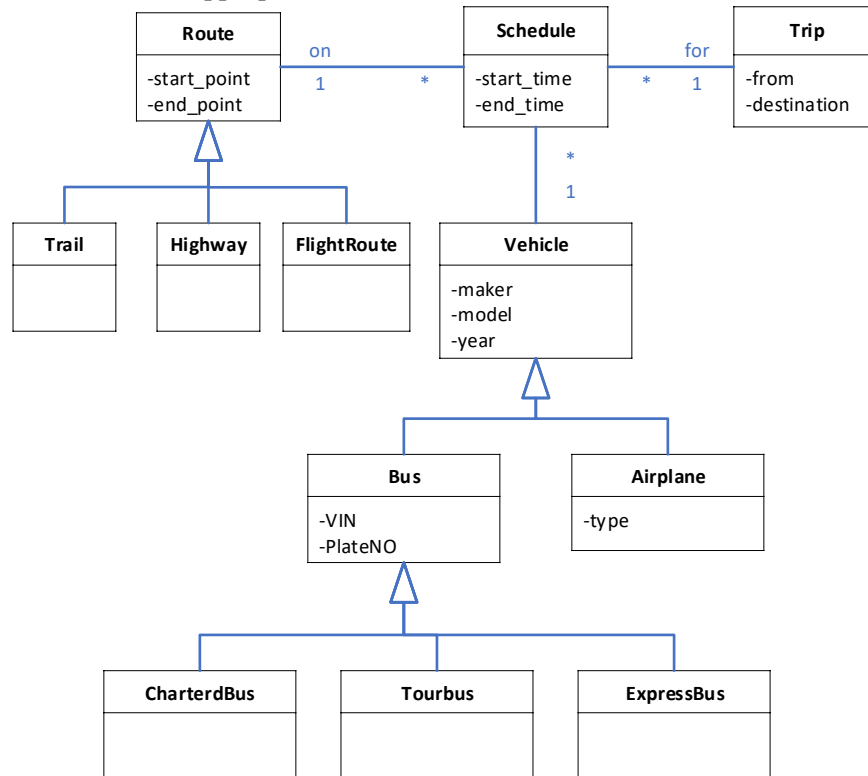 Route
-start_point
-end_point
on
1
*
Schedule
-start_time
-end_time
for
*
1
Trip
-from
-destination
*
1
Trail
Highway
FlightRoute
Vehicle
-maker
-model
-year
Bus
-VIN
-PlateNO
Airplane
-type
CharterdBus
Tourbus
ExpressBus